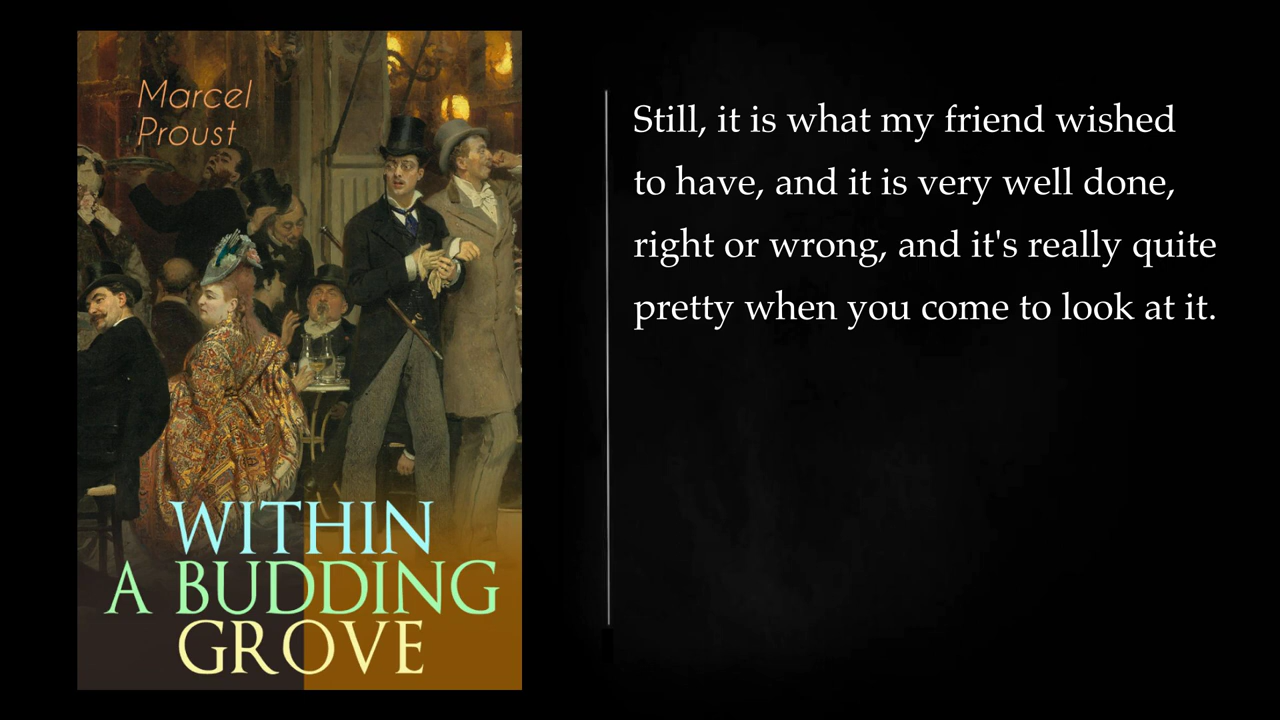 Marcel
Proust
WITHIN
A BUDDING
GROVE
Still, it is what my friend wished
to have, and it is very well done,
right or wrong, and it's really quite
pretty when you come to look at it.